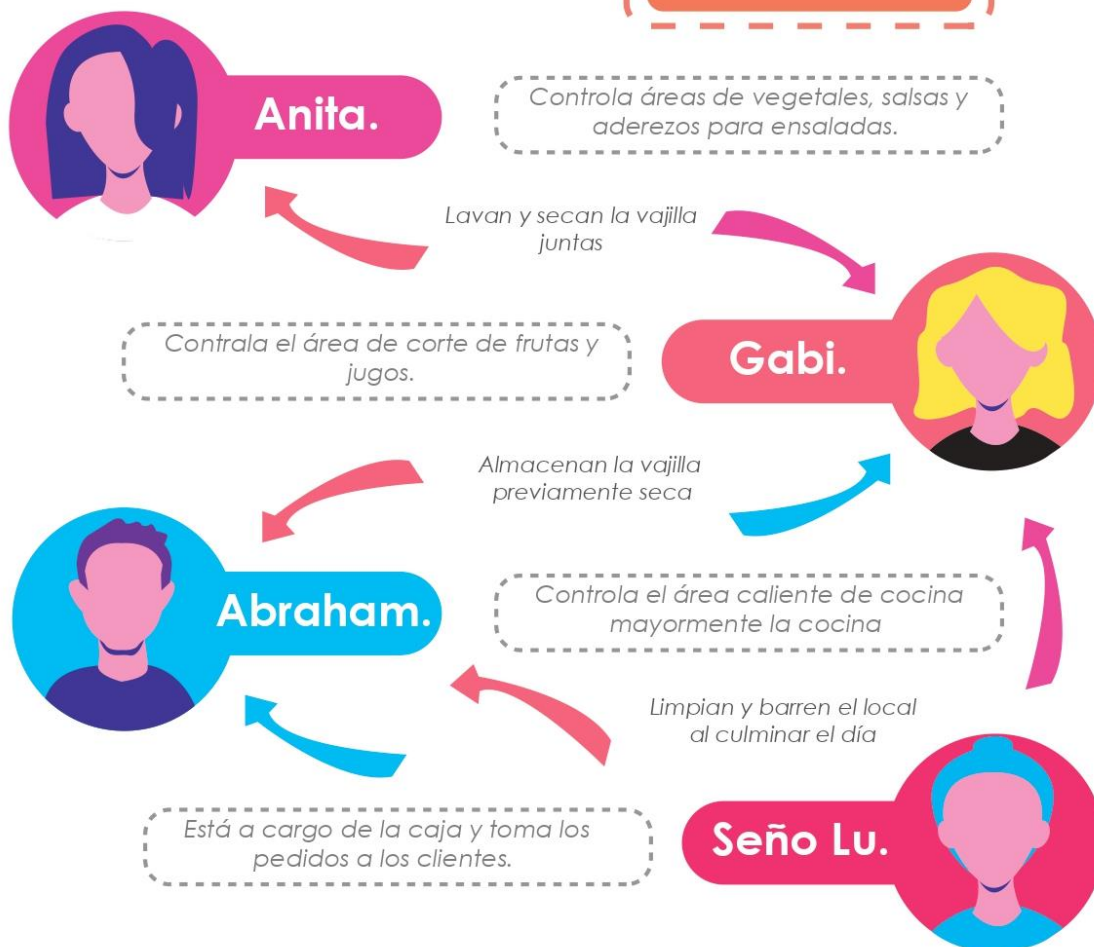 Anita.
Controla áreas de vegetales, salsas y
aderezos para ensaladas.
Lavan y secan la vajilla
juntas
Contrala el área de corte de frutas y
jugos.
Gabi.
Almacenan la vajilla
previamente seca
Abraham.
Controla el área caliente de cocina
mayormente la cocina
Limpian y barren el local
al culminar el día
Está a cargo de la caja y toma los
pedidos a los clientes.
Seño Lu.